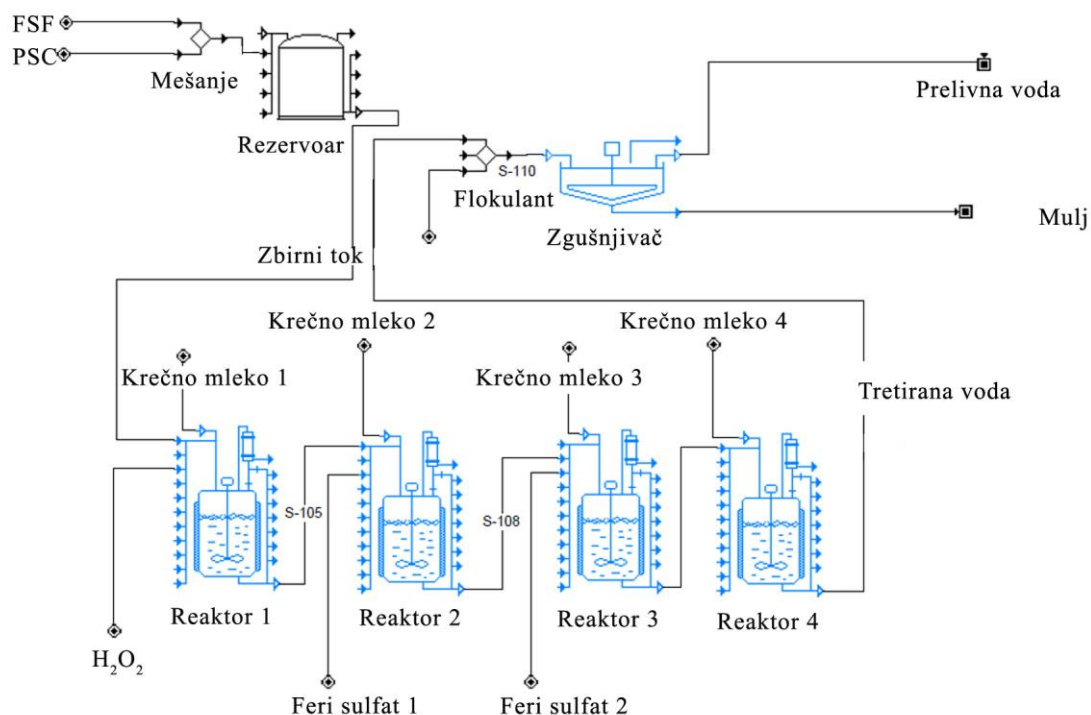 FSF
PSC
Mešanje
Rezervoar
Prelivna voda
S-110
Flokulant
Zgušnjivač
Mulj
Zbirni tok
Krečno mleko 2
Krečno mleko 4
Krečno mleko 1
Krečno mleko 3
Tretirana voda
S-105
S-108
Reaktor 1
Reaktor 2
Reaktor 3
Reaktor 4
H₂O₂
Feri sulfat 1
Feri sulfat 2